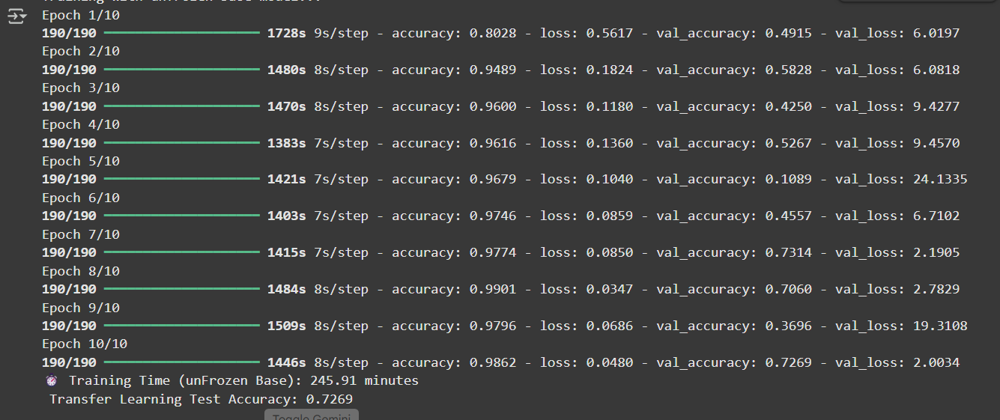 Training with unfrozen base model...
Epoch 1/10
190/190 ━━━━━━━━━━━━━━━━━━━━ 1728s 9s/step - accuracy: 0.8028 - loss: 0.5617 - val_accuracy: 0.4915 - val_loss: 6.0197
Epoch 2/10
190/190 ━━━━━━━━━━━━━━━━━━━━ 1480s 8s/step - accuracy: 0.9489 - loss: 0.1824 - val_accuracy: 0.5828 - val_loss: 6.0818
Epoch 3/10
190/190 ━━━━━━━━━━━━━━━━━━━━ 1470s 8s/step - accuracy: 0.9600 - loss: 0.1180 - val_accuracy: 0.4250 - val_loss: 9.4277
Epoch 4/10
190/190 ━━━━━━━━━━━━━━━━━━━━ 1383s 7s/step - accuracy: 0.9616 - loss: 0.1360 - val_accuracy: 0.5267 - val_loss: 9.4570
Epoch 5/10
190/190 ━━━━━━━━━━━━━━━━━━━━ 1421s 7s/step - accuracy: 0.9679 - loss: 0.1040 - val_accuracy: 0.1089 - val_loss: 24.1335
Epoch 6/10
190/190 ━━━━━━━━━━━━━━━━━━━━ 1403s 7s/step - accuracy: 0.9746 - loss: 0.0859 - val_accuracy: 0.4557 - val_loss: 6.7102
Epoch 7/10
190/190 ━━━━━━━━━━━━━━━━━━━━ 1415s 7s/step - accuracy: 0.9774 - loss: 0.0850 - val_accuracy: 0.7314 - val_loss: 2.1905
Epoch 8/10
190/190 ━━━━━━━━━━━━━━━━━━━━ 1484s 8s/step - accuracy: 0.9901 - loss: 0.0347 - val_accuracy: 0.7060 - val_loss: 2.7829
Epoch 9/10
190/190 ━━━━━━━━━━━━━━━━━━━━ 1509s 8s/step - accuracy: 0.9796 - loss: 0.0686 - val_accuracy: 0.3696 - val_loss: 19.3108
Epoch 10/10
190/190 ━━━━━━━━━━━━━━━━━━━━ 1446s 8s/step - accuracy: 0.9862 - loss: 0.0480 - val_accuracy: 0.7269 - val_loss: 2.0034
⏱ Training Time (unFrozen Base): 245.91 minutes
Transfer Learning Test Accuracy: 0.7269
Toggle Gemini